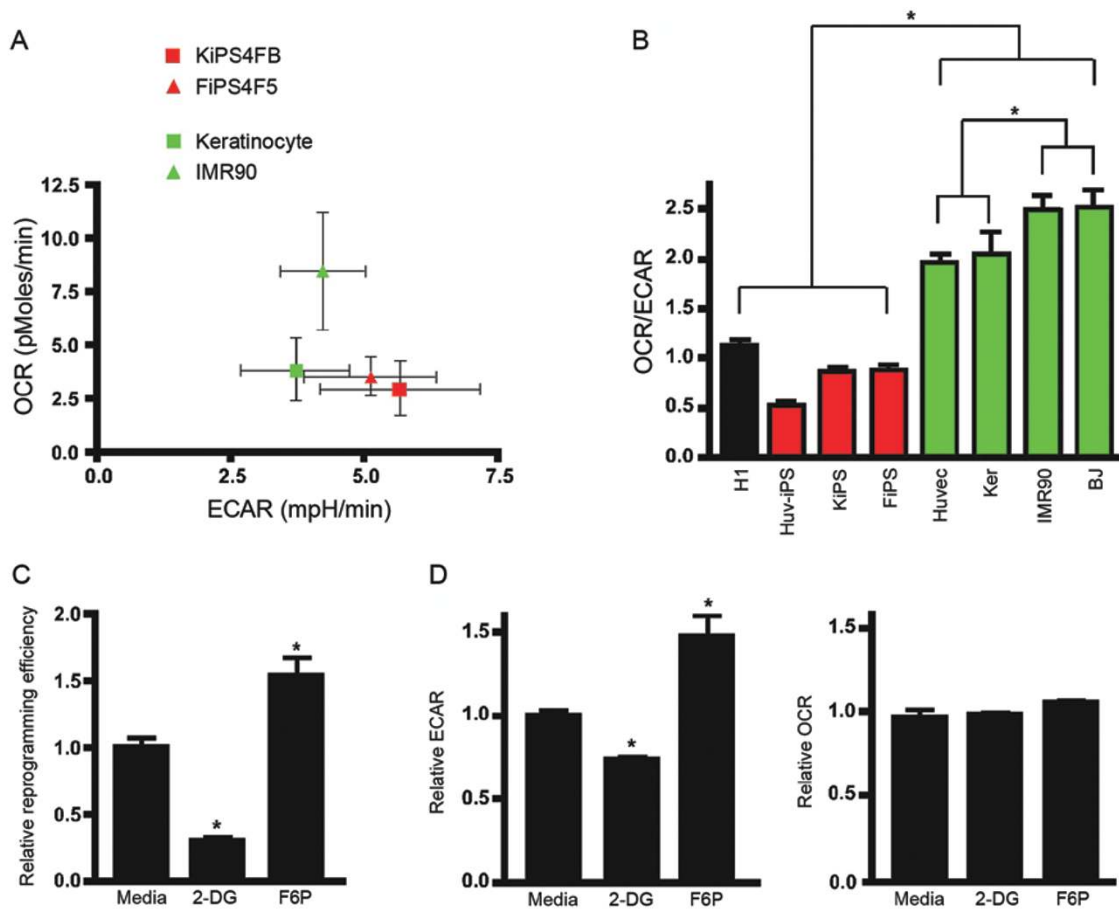 A
KiPS4FB
FiPS4F5
Keratinocyte
IMR90
12.5
10.0
7.5
5.0
2.5
0.0
OCR (pMoles/min)
0.0 2.5 5.0 7.5
ECAR (mpH/min)
B
*
*
2.5
2.0
1.5
1.0
0.5
0.0
OCR/ECAR
H1 Huv-iPS KiPS FiPS Huvec Ker IMR90 BJ
C
2.0
1.5
1.0
0.5
0.0
Relative reprogramming efficiency
*
*
Media 2-DG F6P
D
1.5
1.0
0.5
0.0
Relative ECAR
*
*
Media 2-DG F6P
1.5
1.0
0.5
0.0
Relative OCR
Media 2-DG F6P